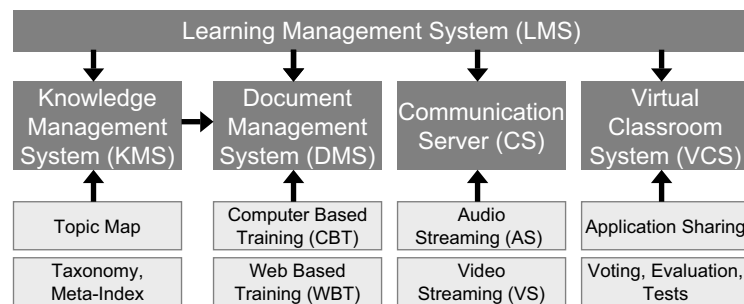 Learning Management System (LMS)
Knowledge
Management
System (KMS)
Document
Management
System (DMS)
Communication
Server (CS)
Virtual
Classroom
System (VCS)
Topic Map
Computer Based
Training (CBT)
Audio
Streaming (AS)
Application Sharing
Taxonomy,
Meta-Index
Web Based
Training (WBT)
Video
Streaming (VS)
Voting, Evaluation,
Tests